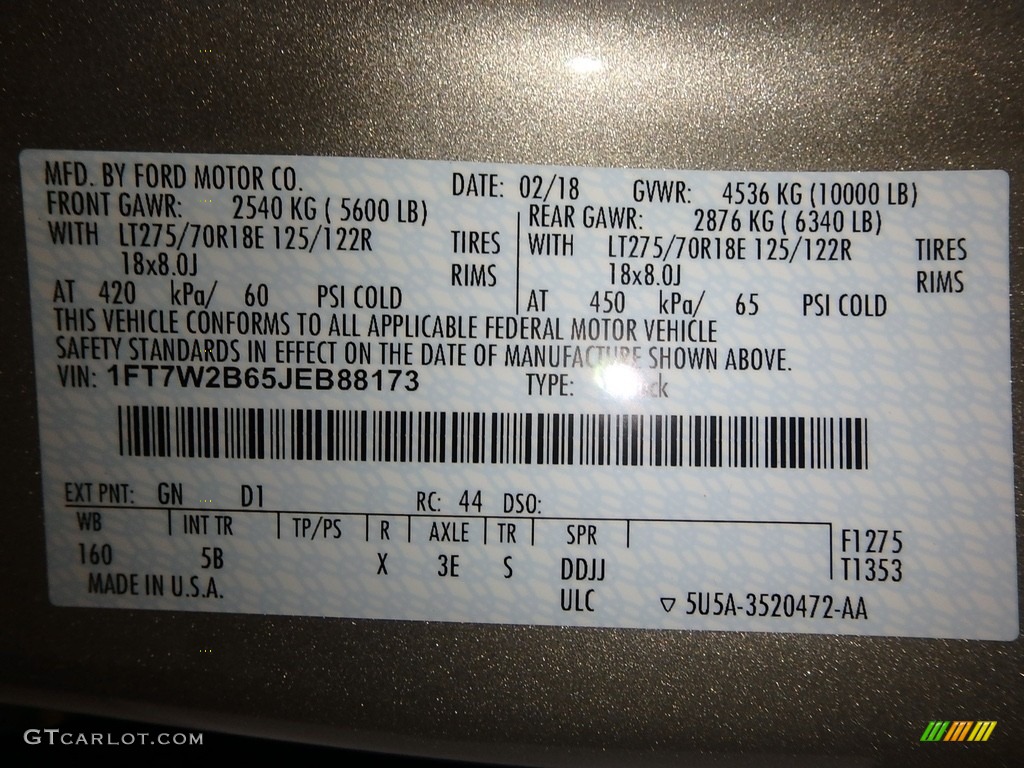 MFD. BY FORD MOTOR CO. DATE: 02/18 GVWR: 4536 KG (10000 LB)
FRONT GAWR: 2540 KG ( 5600 LB) REAR GAWR: 2876 KG ( 6340 LB)
WITH LT275/70R18E 125/122R TIRES WITH LT275/70R18E 125/122R TIRES
18x8.0J RIMS 18x8.0J RIMS
AT 420 kPa/ 60 PSI COLD AT 450 kPa/ 65 PSI COLD
THIS VEHICLE CONFORMS TO ALL APPLICABLE FEDERAL MOTOR VEHICLE
SAFETY STANDARDS IN EFFECT ON THE DATE OF MANUFACTURE SHOWN ABOVE.
VIN: 1FT7W2B65JEB88173 TYPE:
EXT PNT: GN D1 RC: 44 DSO:
WB INT TR TP/PS R AXLE TR SPR F1275
160 5B X 3E S DDJJ T1353
MADE IN U.S.A. ULC ▽ 5U5A-3520472-AA
GTCARLOT.COM